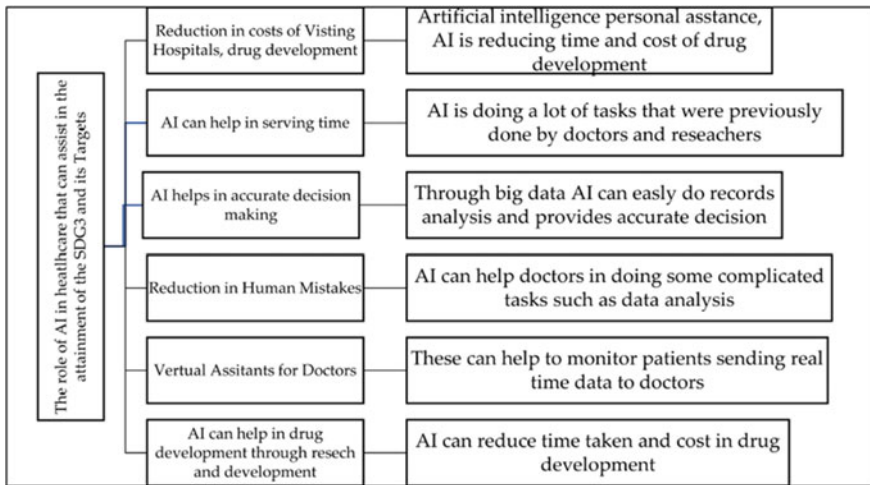 The role of AI in heatlhcare that can assist in the
attainment of the SDG3 and its Targets
Reduction in costs of Visting
Hospitals, drug development
Artificial intelligence personal asstance,
AI is reducing time and cost of drug
development
AI can help in serving time
AI is doing a lot of tasks that were previously
done by doctors and reseachers
AI helps in accurate decision
making
Through big data AI can easly do records
analysis and provides accurate decision
Reduction in Human Mistakes
AI can help doctors in doing some complicated
tasks such as data analysis
Vertual Assitants for Doctors
These can help to monitor patients sending real
time data to doctors
AI can help in drug
development through resech
and development
AI can reduce time taken and cost in drug
development